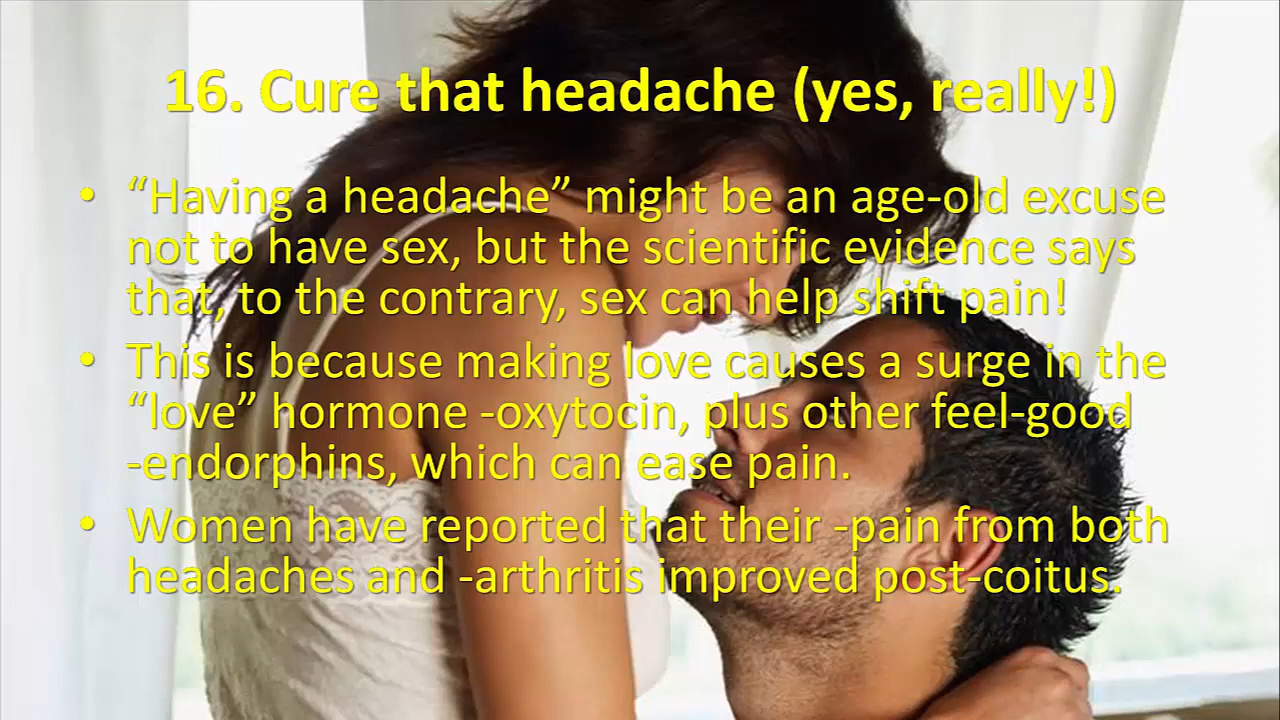 16. Cure that headache (yes, really!)
• “Having a headache” might be an age-old excuse
not to have sex, but the scientific evidence says
that, to the contrary, sex can help shift pain!
• This is because making love causes a surge in the
“love” hormone -oxytocin, plus other feel-good
-endorphins, which can ease pain.
• Women have reported that their -pain from both
headaches and -arthritis improved post-coitus.